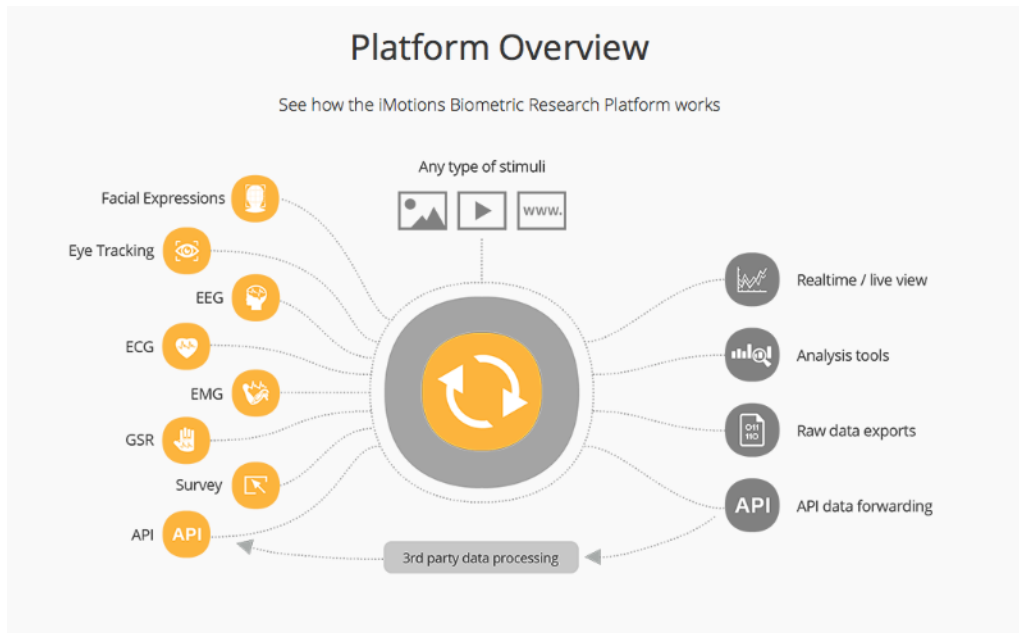 Platform Overview
See how the iMotions Biometric Research Platform works
Any type of stimuli
www.
Facial Expressions
Eye Tracking
EEG
ECG
EMG
GSR
Survey
API API
Realtime / live view
Analysis tools
011
110
Raw data exports
API API data forwarding
3rd party data processing